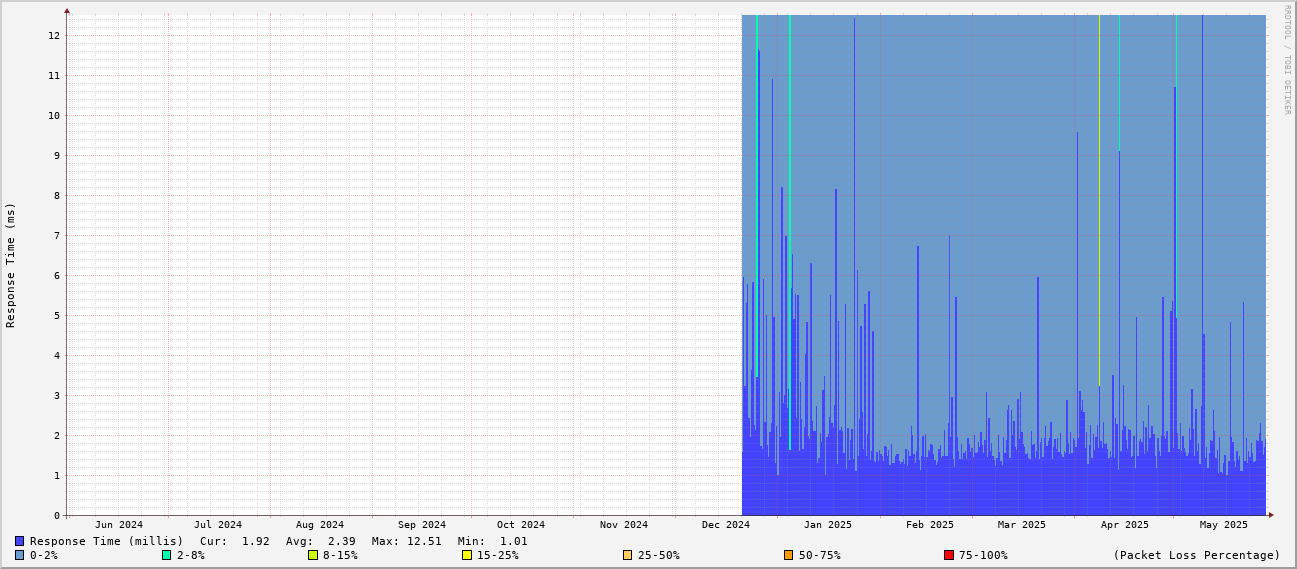 RRDTOOL / TOBI OETIKER
Response Time (ms)
12
11
10
9
8
7
6
5
4
3
2
1
0
Jun 2024 Jul 2024 Aug 2024 Sep 2024 Oct 2024 Nov 2024 Dec 2024 Jan 2025 Feb 2025 Mar 2025 Apr 2025 May 2025
Response Time (millis) Cur: 1.92 Avg: 2.39 Max: 12.51 Min: 1.01
0-2% 2-8% 8-15% 15-25% 25-50% 50-75% 75-100% (Packet Loss Percentage)